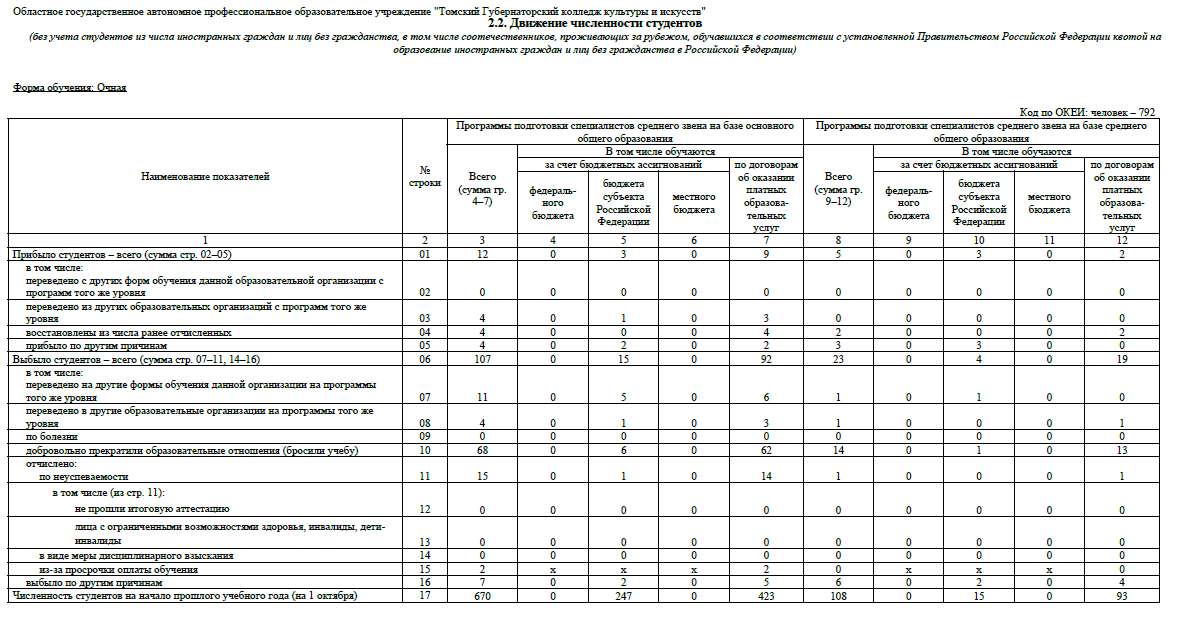 Областное государственное автономное профессиональное образовательное учреждение "Томский Губернаторский колледж культуры и искусств"
2.2. Движение численности студентов
(без учета студентов из числа иностранных граждан и лиц без гражданства, в том числе соотечественников, проживающих за рубежом, обучавшихся в соответствии с установленной Правительством Российской Федерации квотой на
образование иностранных граждан и лиц без гражданства в Российской Федерации)
Форма обучения: Очная
Код по ОКЕИ: человек – 792
Наименование показателей
№
строки
Программы подготовки специалистов среднего звена на базе основного
общего образования
Всего
(сумма гр.
4–7)
В том числе обучаются
за счет бюджетных ассигнований
федераль-
ного
бюджета
бюджета
субъекта
Российской
Федерации
местного
бюджета
по договорам
об оказании
платных
образова-
тельных
услуг
Программы подготовки специалистов среднего звена на базе среднего
общего образования
Всего
(сумма гр.
9–12)
В том числе обучаются
за счет бюджетных ассигнований
федераль-
ного
бюджета
бюджета
субъекта
Российской
Федерации
местного
бюджета
по договорам
об оказании
платных
образова-
тельных
услуг
1 2 3 4 5 6 7 8 9 10 11 12
Прибыло студентов – всего (сумма стр. 02–05) 01 12 0 3 0 9 5 0 3 0 2
в том числе:
переведено с других форм обучения данной образовательной организации с
программ того же уровня 02 0 0 0 0 0 0 0 0 0 0
переведено из других образовательных организаций с программ того же
уровня 03 4 0 1 0 3 0 0 0 0 0
восстановлены из числа ранее отчисленных 04 4 0 0 0 4 2 0 0 0 2
прибыло по другим причинам 05 4 0 2 0 2 3 0 3 0 0
Выбыло студентов – всего (сумма стр. 07–11, 14–16) 06 107 0 15 0 92 23 0 4 0 19
в том числе:
переведено на другие формы обучения данной организации на программы
того же уровня 07 11 0 5 0 6 1 0 1 0 0
переведено в другие образовательные организации на программы того же
уровня 08 4 0 1 0 3 1 0 0 0 1
по болезни 09 0 0 0 0 0 0 0 0 0 0
добровольно прекратили образовательные отношения (бросили учебу) 10 68 0 6 0 62 14 0 1 0 13
отчислено:
по неуспеваемости 11 15 0 1 0 14 1 0 0 0 1
в том числе (из стр. 11):
не прошли итоговую аттестацию 12 0 0 0 0 0 0 0 0 0 0
лица с ограниченными возможностями здоровья, инвалиды, дети-
инвалиды 13 0 0 0 0 0 0 0 0 0 0
в виде меры дисциплинарного взыскания 14 0 0 0 0 0 0 0 0 0 0
из-за просрочки оплаты обучения 15 2 x x x 2 0 x x x 0
выбыло по другим причинам 16 7 0 2 0 5 6 0 2 0 4
Численность студентов на начало прошлого учебного года (на 1 октября) 17 670 0 247 0 423 108 0 15 0 93